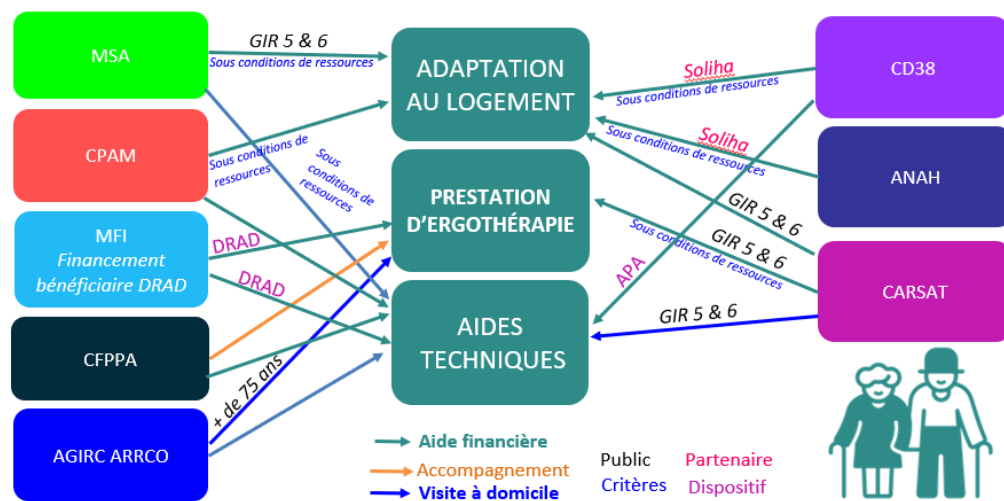 MSA
CPAM
MFI
Financement
bénéficiaire DRAD
CFPPA
AGIRC ARRCO
GIR 5 & 6
Sous conditions de ressources
Sous conditions de
ressources
Sous
conditions de
ressources
DRAD
DRAD
+ de 75 ans
ADAPTATION
AU LOGEMENT
PRESTATION
D'ERGOTHÉRAPIE
AIDES
TECHNIQUES
Soliha
Sous conditions de ressources
Soliha
Sous conditions de ressources
GIR 5 & 6
GIR 5 & 6
Sous conditions de ressources
APA
GIR 5 & 6
CD38
ANAH
CARSAT
Aide financière
Accompagnement
Visite à domicile
Public
Partenaire
Critères
Dispositif